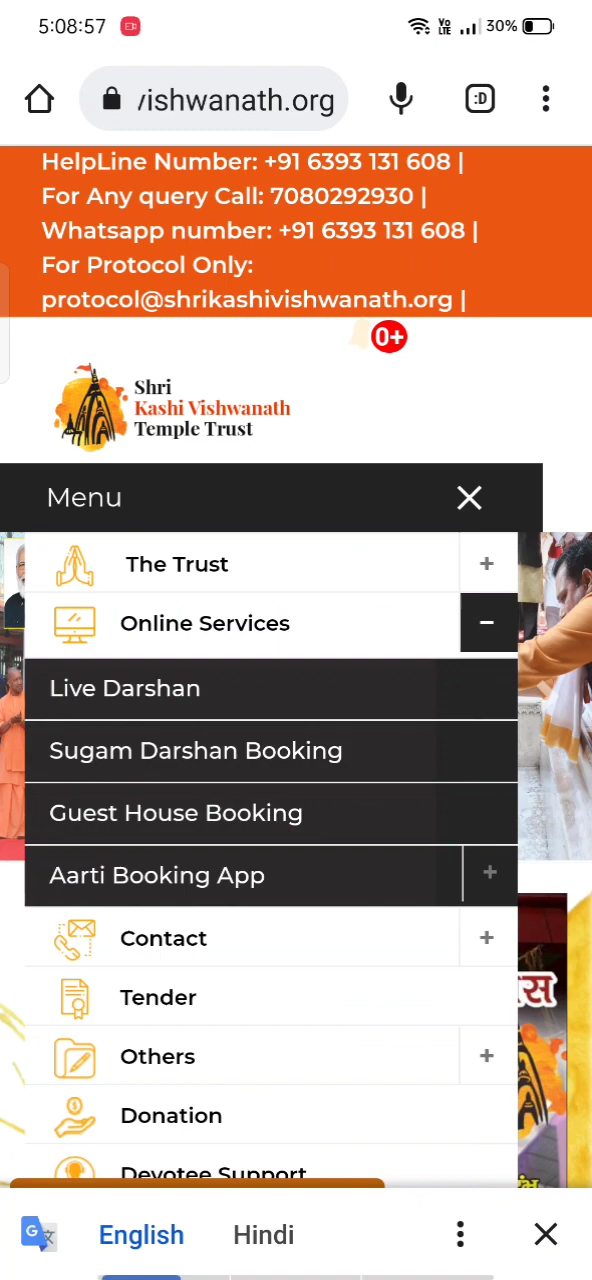 5:08:57
Vo LTE
30%
/ishwanath.org
:D
HelpLine Number: +91 6393 131 608 |
For Any query Call: 7080292930 |
Whatsapp number: +91 6393 131 608 |
For Protocol Only:
protocol@shrikashivishwanath.org |
0+
Shri
Kashi Vishwanath
Temple Trust
Menu
The Trust
+
Online Services
−
Live Darshan
Sugam Darshan Booking
Guest House Booking
Aarti Booking App
+
Contact
+
Tender
Others
+
Donation
Devotee Support
G
English
Hindi